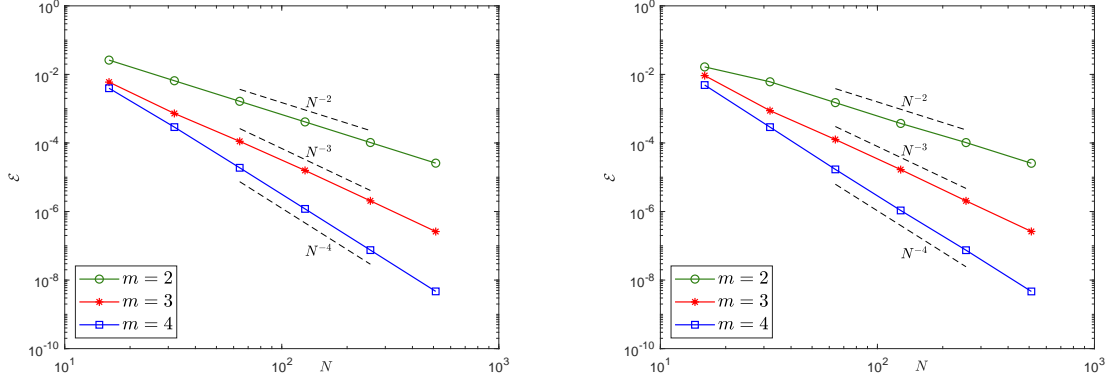 10^0
10^-2
10^-4
10^-6
10^-8
10^-10
ℰ
N^-2
N^-3
N^-4
m = 2
m = 3
m = 4
10^1
10^2
10^3
N
10^0
10^-2
10^-4
10^-6
10^-8
10^-10
ℰ
N^-2
N^-3
N^-4
m = 2
m = 3
m = 4
10^1
10^2
10^3
N